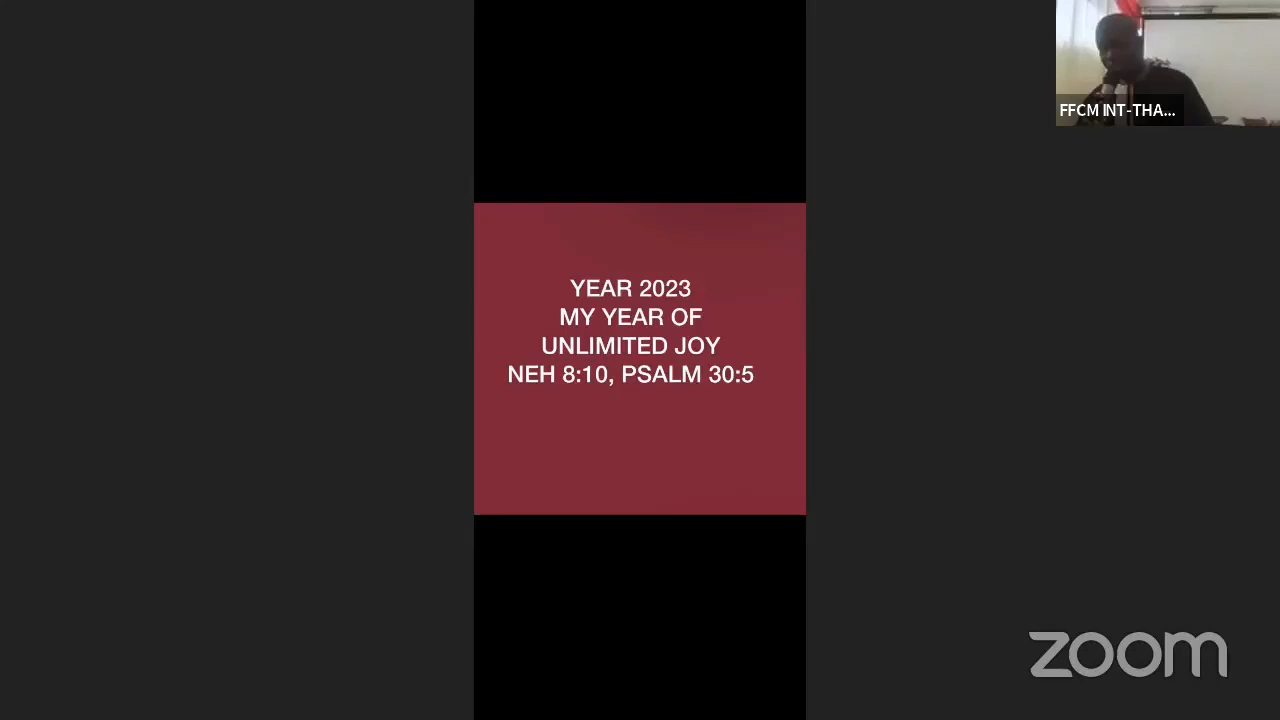 FFCM INT-THA...
YEAR 2023
MY YEAR OF
UNLIMITED JOY
NEH 8:10, PSALM 30:5
zoom